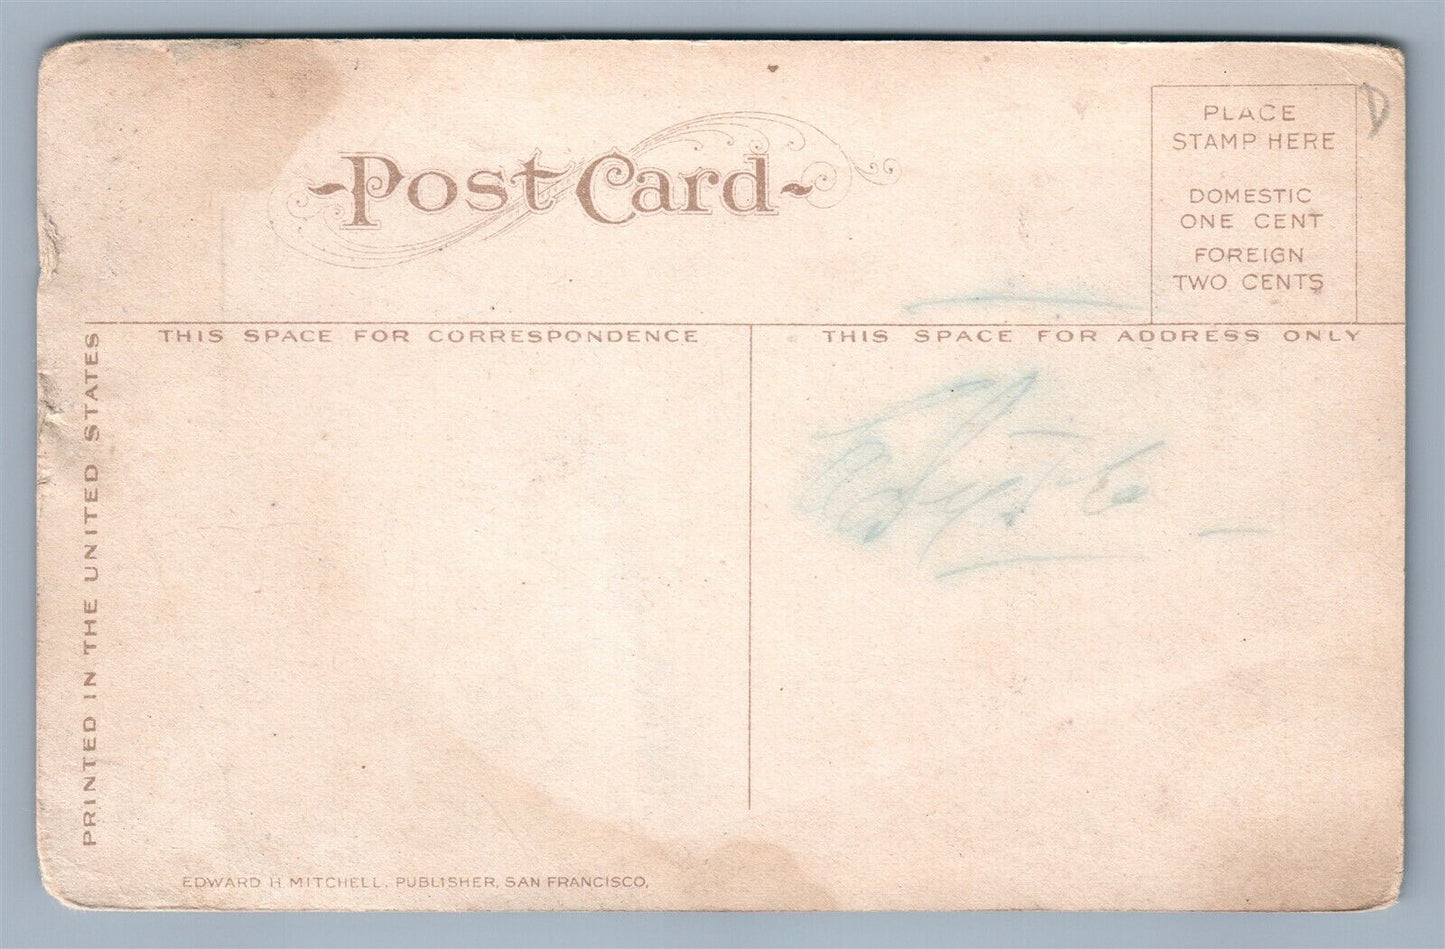 Post Card
PLACE
STAMP HERE
DOMESTIC
ONE CENT
FOREIGN
TWO CENTS
D
THIS SPACE FOR CORRESPONDENCE
THIS SPACE FOR ADDRESS ONLY
PRINTED IN THE UNITED STATES
EDWARD H. MITCHELL, PUBLISHER, SAN FRANCISCO,